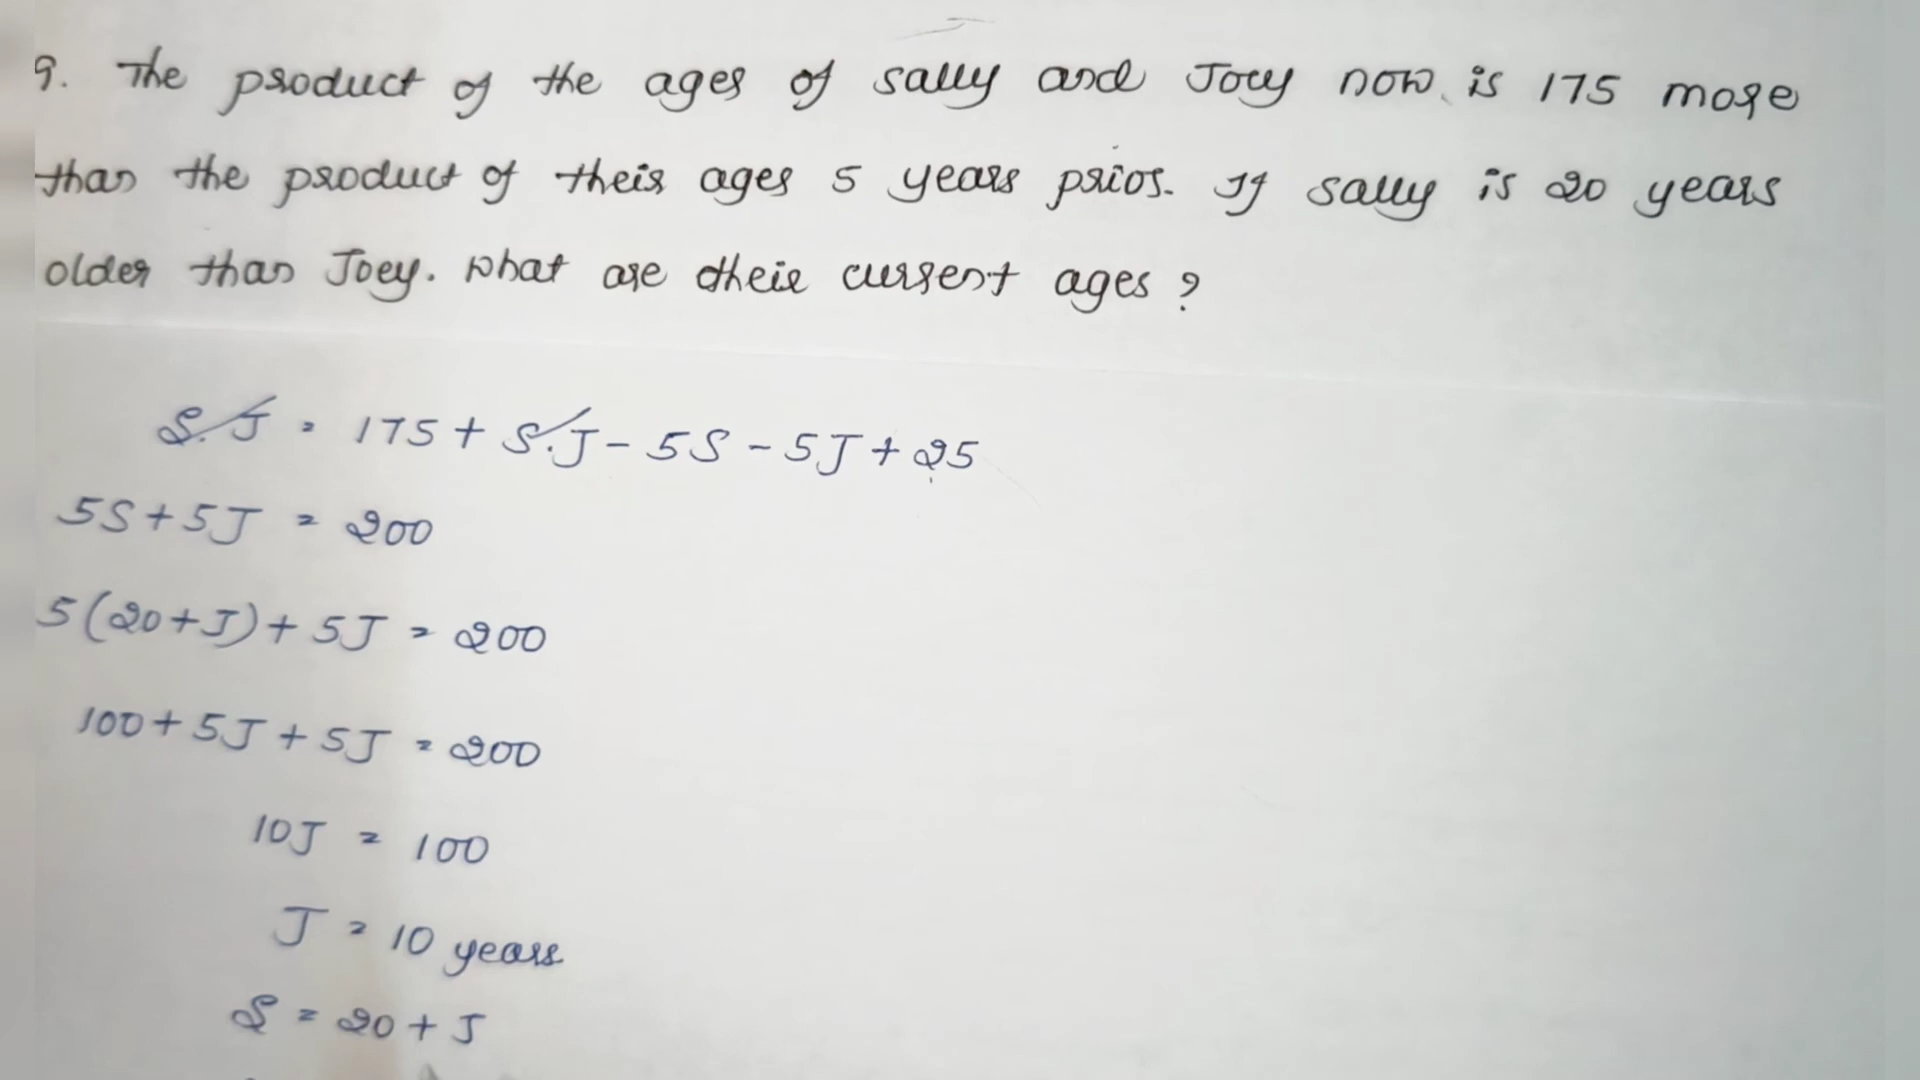 9. The product of the ages of sally and Joey now is 175 more
than the product of their ages 5 years prior. If sally is 20 years
older than Joey. What are their current ages ?
S.J = 175 + S.J - 5S - 5J + 25
5S + 5J = 200
5(20+J) + 5J = 200
100 + 5J + 5J = 200
10J = 100
J = 10 years
S = 20 + J